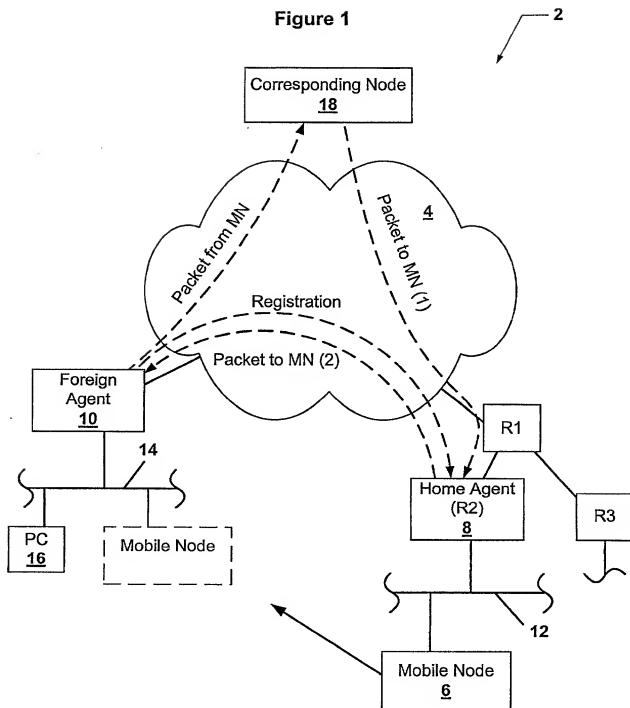 Figure 1
2
Corresponding Node
18
4
Packet from MN
Packet to MN (1)
Registration
Packet to MN (2)
Foreign
Agent
10
R1
14
Home Agent
(R2)
8
R3
PC
16
Mobile Node
12
Mobile Node
6